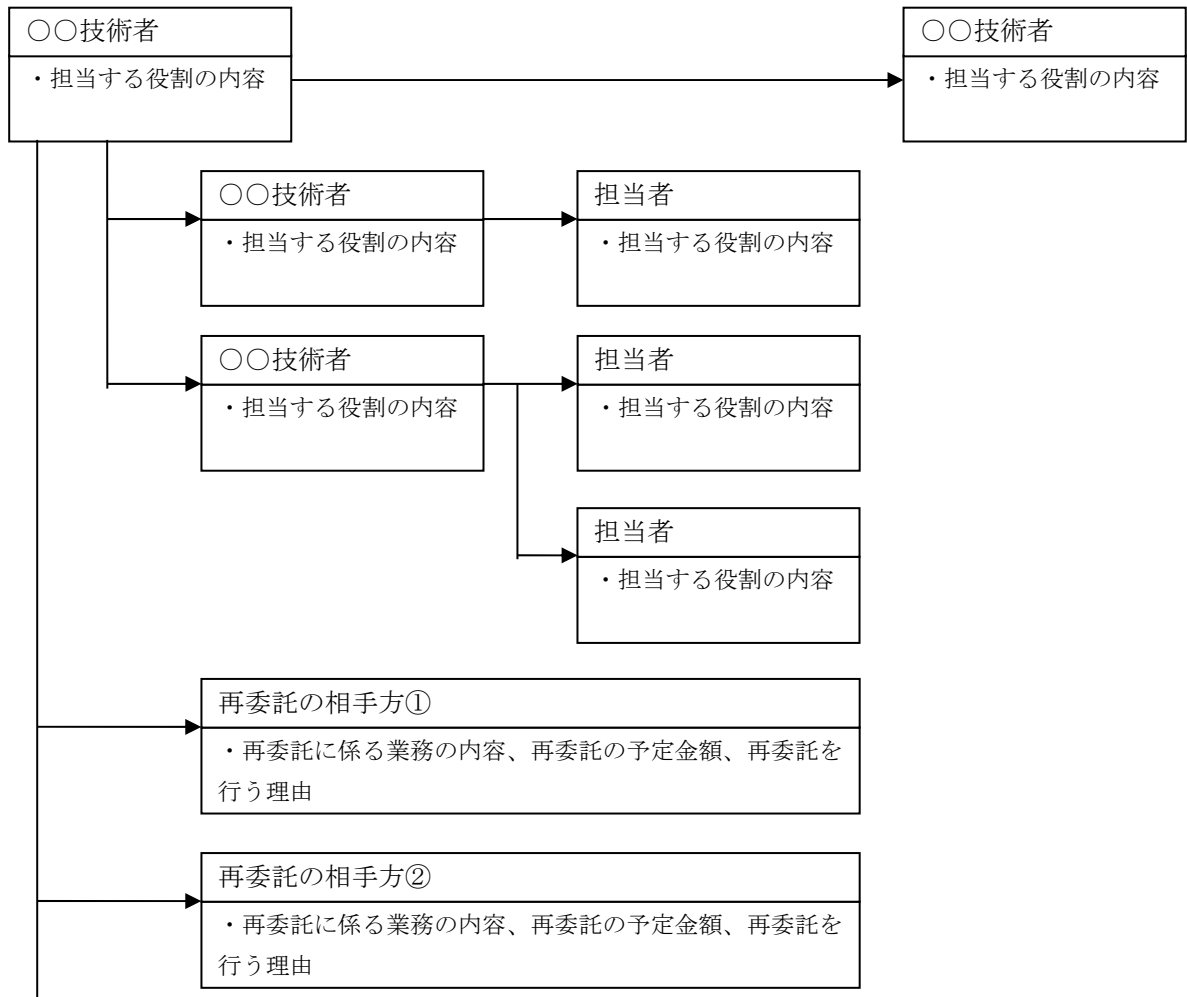 ○○技術者
・担当する役割の内容
○○技術者
・担当する役割の内容
○○技術者
・担当する役割の内容
担当者
・担当する役割の内容
○○技術者
・担当する役割の内容
担当者
・担当する役割の内容
担当者
・担当する役割の内容
再委託の相手方①
・再委託に係る業務の内容、再委託の予定金額、再委託を
行う理由
再委託の相手方②
・再委託に係る業務の内容、再委託の予定金額、再委託を
行う理由